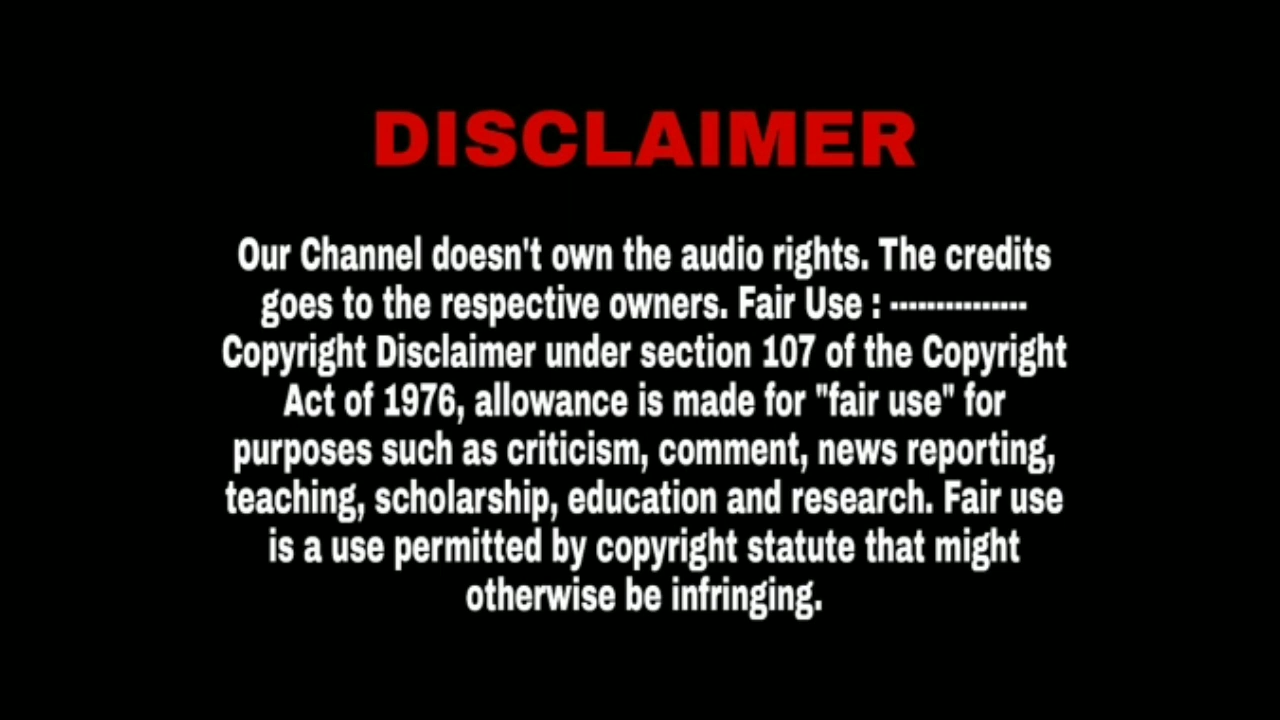 DISCLAIMER
Our Channel doesn't own the audio rights. The credits
goes to the respective owners. Fair Use : ---------------
Copyright Disclaimer under section 107 of the Copyright
Act of 1976, allowance is made for "fair use" for
purposes such as criticism, comment, news reporting,
teaching, scholarship, education and research. Fair use
is a use permitted by copyright statute that might
otherwise be infringing.